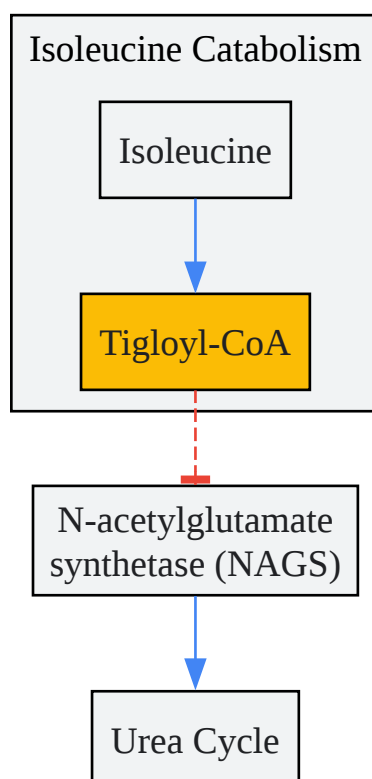 Isoleucine Catabolism
Isoleucine
Tigloyl-CoA
N-acetylglutamate
synthetase (NAGS)
Urea Cycle